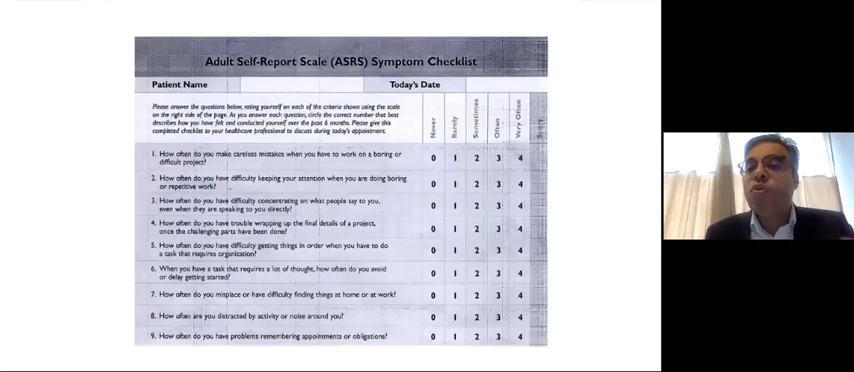 Adult Self-Report Scale (ASRS) Symptom Checklist
Patient Name Today's Date
Please answer the questions below, rating yourself on each of the criteria shown using the scale
on the right side of the page. As you answer each question, circle the correct number that best
describes how you have felt and conducted yourself over the past 6 months. Please give this
completed checklist to your healthcare professional to discuss during today's appointment.
Never Rarely Sometimes Often Very Often Score
1. How often do you make careless mistakes when you have to work on a boring or
difficult project? 0 1 2 3 4
2. How often do you have difficulty keeping your attention when you are doing boring
or repetitive work? 0 1 2 3 4
3. How often do you have difficulty concentrating on what people say to you,
even when they are speaking to you directly? 0 1 2 3 4
4. How often do you have trouble wrapping up the final details of a project,
once the challenging parts have been done? 0 1 2 3 4
5. How often do you have difficulty getting things in order when you have to do
a task that requires organization? 0 1 2 3 4
6. When you have a task that requires a lot of thought, how often do you avoid
or delay getting started? 0 1 2 3 4
7. How often do you misplace or have difficulty finding things at home or at work? 0 1 2 3 4
8. How often are you distracted by activity or noise around you? 0 1 2 3 4
9. How often do you have problems remembering appointments or obligations? 0 1 2 3 4